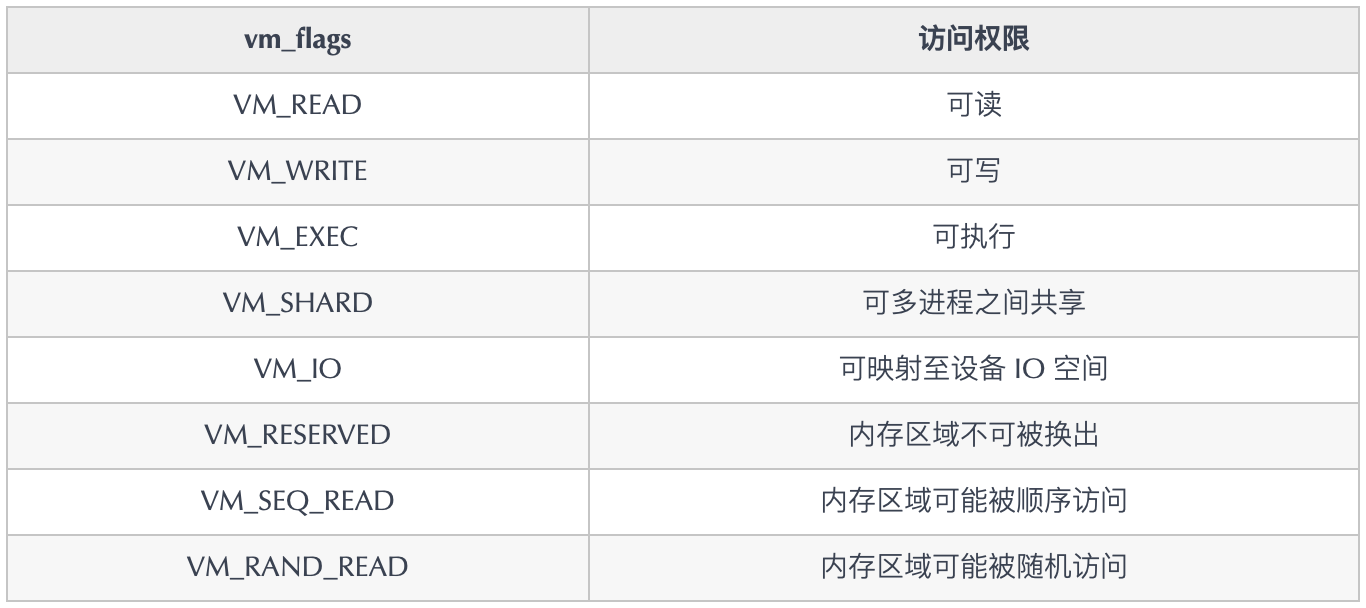 vm_flags 访问权限
VM_READ 可读
VM_WRITE 可写
VM_EXEC 可执行
VM_SHARD 可多进程之间共享
VM_IO 可映射至设备 IO 空间
VM_RESERVED 内存区域不可被换出
VM_SEQ_READ 内存区域可能被顺序访问
VM_RAND_READ 内存区域可能被随机访问